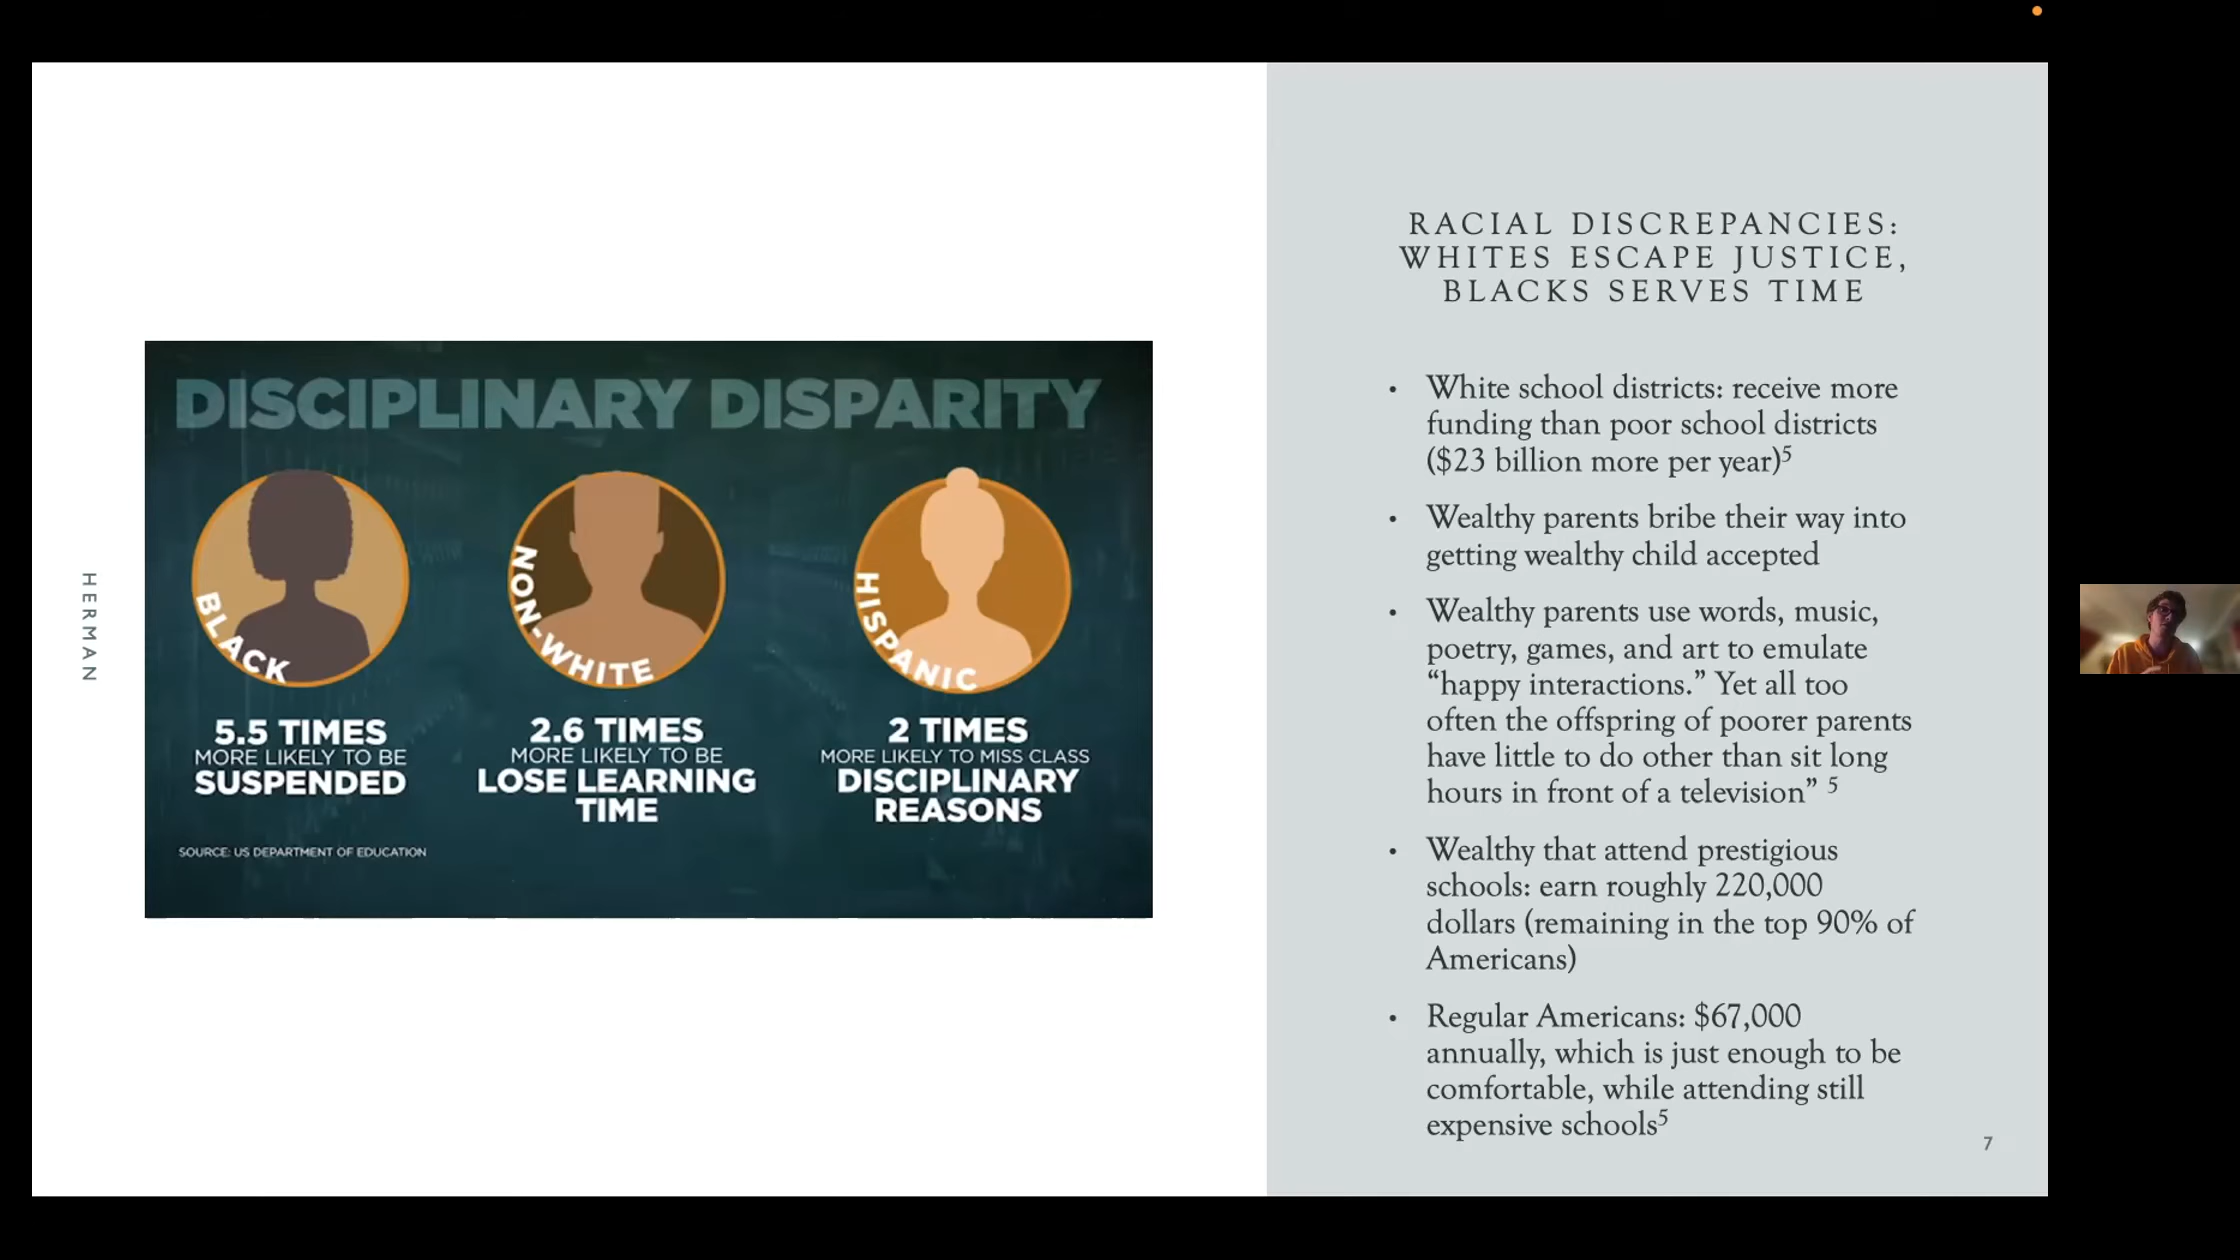 HERMAN
DISCIPLINARY DISPARITY
BLACK
5.5 TIMES
MORE LIKELY TO BE
SUSPENDED
NON-WHITE
2.6 TIMES
MORE LIKELY TO BE
LOSE LEARNING
TIME
HISPANIC
2 TIMES
MORE LIKELY TO MISS CLASS
DISCIPLINARY
REASONS
SOURCE: US DEPARTMENT OF EDUCATION
RACIAL DISCREPANCIES:
WHITES ESCAPE JUSTICE,
BLACKS SERVES TIME
• White school districts: receive more
funding than poor school districts
($23 billion more per year)5
• Wealthy parents bribe their way into
getting wealthy child accepted
• Wealthy parents use words, music,
poetry, games, and art to emulate
“happy interactions.” Yet all too
often the offspring of poorer parents
have little to do other than sit long
hours in front of a television” 5
• Wealthy that attend prestigious
schools: earn roughly 220,000
dollars (remaining in the top 90% of
Americans)
• Regular Americans: $67,000
annually, which is just enough to be
comfortable, while attending still
expensive schools5
7